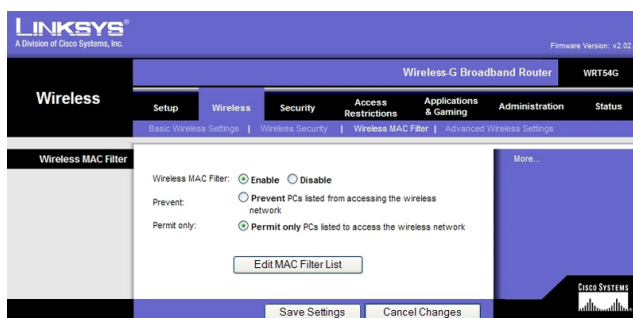 LINKSYS®
A Division of Cisco Systems, Inc.
Firmware Version: v2.02.
Wireless-G Broadband Router WRT54G
Wireless
Setup Wireless Security Access Restrictions Applications & Gaming Administration Status
Basic Wireless Settings | Wireless Security | Wireless MAC Filter | Advanced Wireless Settings
Wireless MAC Filter
More...
Wireless MAC Filter: Enable Disable
Prevent: Prevent PCs listed from accessing the wireless
network
Permit only: Permit only PCs listed to access the wireless network
Edit MAC Filter List
CISCO SYSTEMS
Save Settings Cancel Changes